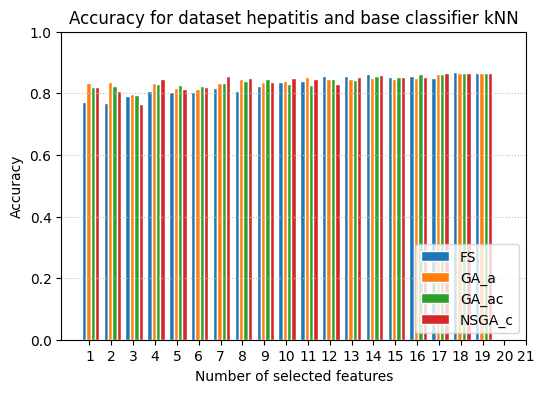 Accuracy for dataset hepatitis and base classifier kNN
1.0
0.8
0.6
0.4
0.2
0.0
Accuracy
FS
GA_a
GA_ac
NSGA_c
1 2 3 4 5 6 7 8 9 10 11 12 13 14 15 16 17 18 19 20 21
Number of selected features